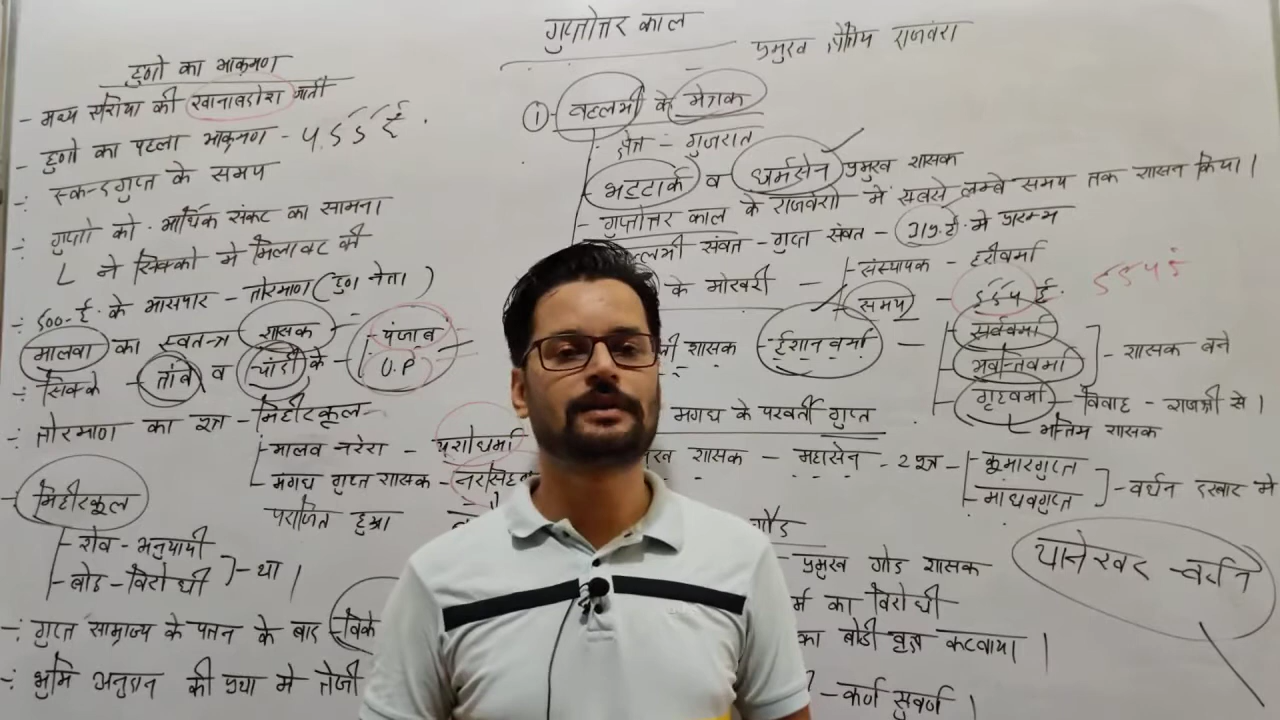 गुप्तोत्तर काल
प्रमुख क्षेत्रिय राजवंश
हुणो का आक्रमण
- मध्य एशिया की खानाबदोश जाती
- हुणो का पहला आक्रमण - 455 ई.
स्कन्दगुप्त के समय
गुप्तो को आर्थिक संकट का सामना
ने सिक्को मे मिलावट की
500 ई. के आसपास - तोरमाण (हुण नेता)
मालवा का स्वतन्त्र शासक
सिक्के - तांबे व चांदी के - पंजाब
U.P
तोरमाण का पुत्र - मिहीरकूल
- मालव नरेश - यशोधर्मा
- मगध गुप्त शासक - नरसिंह
पराजित हुआ
- मिहीरकूल
- शैव - अनुयायी
- बौद्ध - विरोधी - था।
गुप्त साम्राज्य के पतन के बाद
भुमि अनुदान की प्रथा मे तेजी
① वल्लभी के मैत्रक
क्षेत्र - गुजरात
- भट्टार्क व धर्मसेन प्रमुख शासक
- गुप्तोत्तर काल के राजवंशो मे सबसे लम्बे समय तक शासन किया।
संवत - गुप्त संवत - 319 ई. मे प्रारम्भ
के मोखरी - संस्थापक - हरीवर्मा
समय - 554 ई. 554 ई
शासक ईशानवर्मा - सर्ववर्मा
अवन्तिवर्मा - शासक बने
गृहवर्मा - विवाह - राजश्री से।
अन्तिम शासक
मगध के परवर्ती गुप्त
शासक - महासेन - 2 पुत्र - कुमारगुप्त
माधवगुप्त - वर्धन दरबार मे
गौड
- प्रमुख गौड शासक
का विरोधी
का बोद्धी वृक्ष कटवाया।
- कर्ण सुवर्ण।
थानेश्वर - वर्धन